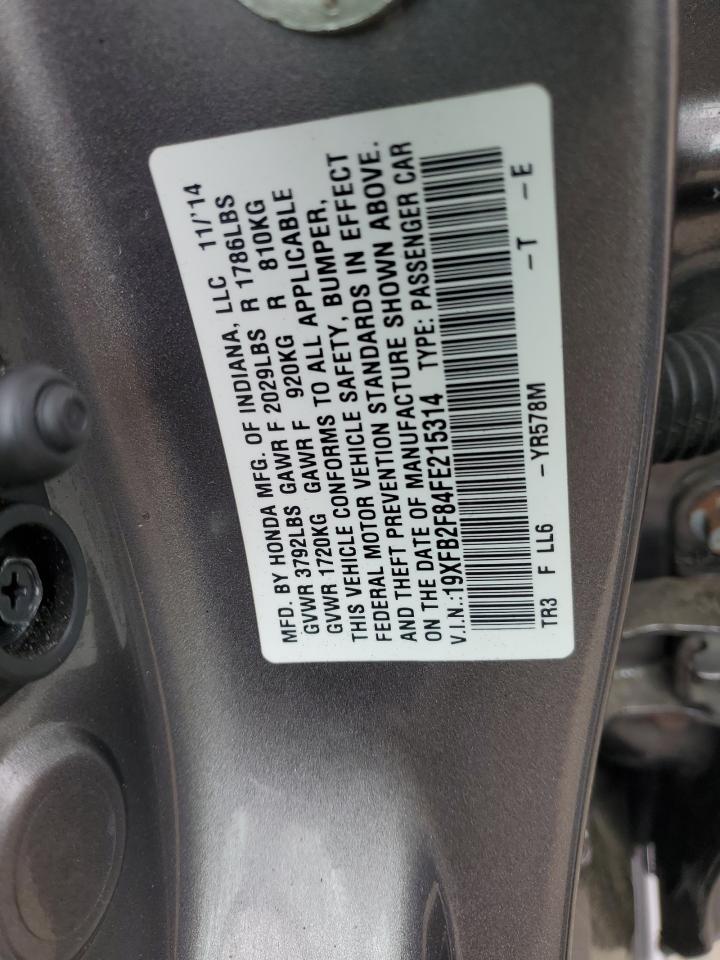 MFD. BY HONDA MFG. OF INDIANA, LLC 11/'14
GVWR 3792LBS GAWR F 2029LBS R 1786LBS
GVWR 1720KG GAWR F 920KG R 810KG
THIS VEHICLE CONFORMS TO ALL APPLICABLE
FEDERAL MOTOR VEHICLE SAFETY, BUMPER,
AND THEFT PREVENTION STANDARDS IN EFFECT
ON THE DATE OF MANUFACTURE SHOWN ABOVE.
V.I.N.:19XFB2F84FE215314 TYPE: PASSENGER CAR
TR3 F LL6 -YR578M -T -E